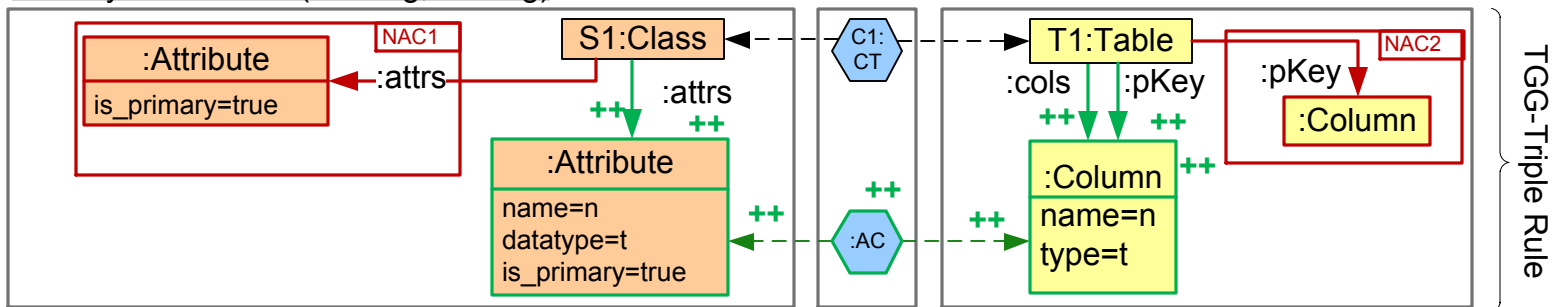 NAC1
:Attribute
is_primary=true
:attrs
S1:Class
:attrs
++
++
:Attribute
name=n
datatype=t
is_primary=true
++
C1:
CT
++
:AC
++
T1:Table
:cols
:pKey
++
++
++
:Column
name=n
type=t
NAC2
:pKey
:Column
TGG-Triple Rule